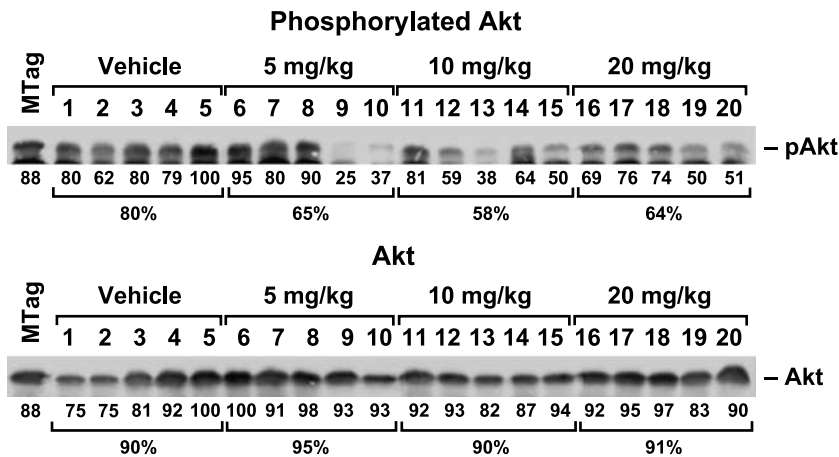 Phosphorylated Akt
MTag
Vehicle 5 mg/kg 10 mg/kg 20 mg/kg
1 2 3 4 5 6 7 8 9 10 11 12 13 14 15 16 17 18 19 20
– pAkt
88 80 62 80 79 100 95 80 90 25 37 81 59 38 64 50 69 76 74 50 51
80% 65% 58% 64%
Akt
MTag
Vehicle 5 mg/kg 10 mg/kg 20 mg/kg
1 2 3 4 5 6 7 8 9 10 11 12 13 14 15 16 17 18 19 20
– Akt
88 75 75 81 92 100 100 91 98 93 93 92 93 82 87 94 92 95 97 83 90
90% 95% 90% 91%